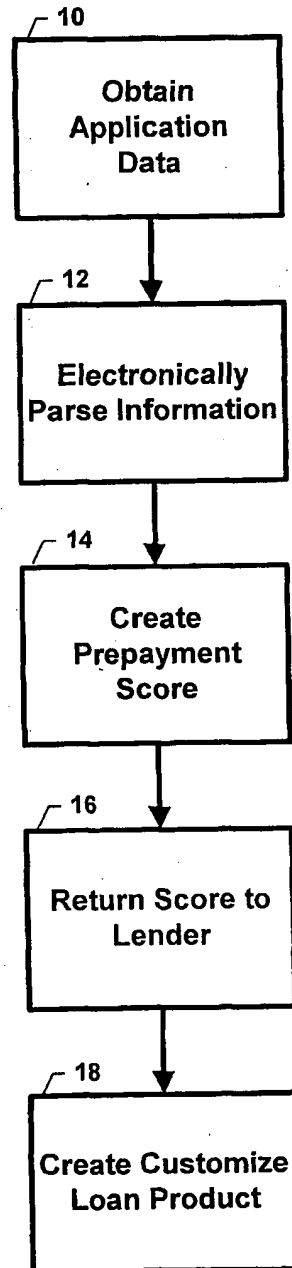 10
Obtain
Application
Data
12
Electronically
Parse Information
14
Create
Prepayment
Score
16
Return Score to
Lender
18
Create Customize
Loan Product